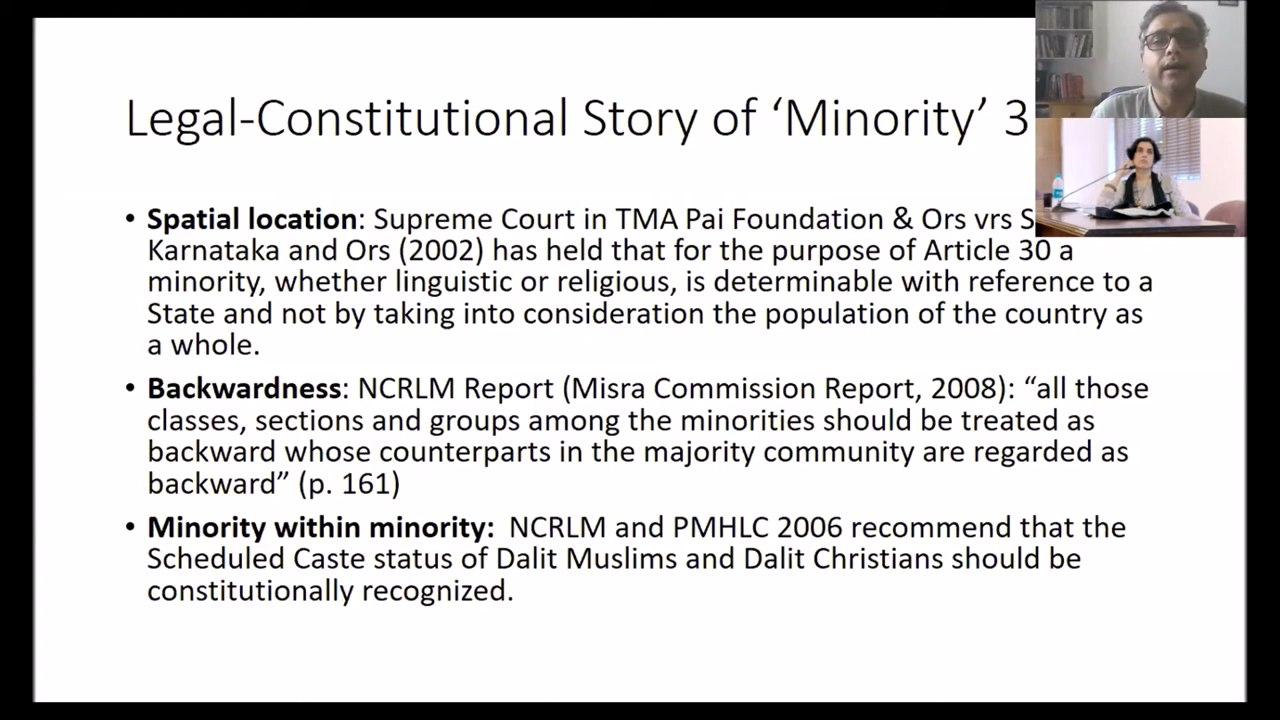 Legal-Constitutional Story of ‘Minority’ 3
• Spatial location: Supreme Court in TMA Pai Foundation & Ors vrs
Karnataka and Ors (2002) has held that for the purpose of Article 30 a
minority, whether linguistic or religious, is determinable with reference to a
State and not by taking into consideration the population of the country as
a whole.
• Backwardness: NCRLM Report (Misra Commission Report, 2008): “all those
classes, sections and groups among the minorities should be treated as
backward whose counterparts in the majority community are regarded as
backward” (p. 161)
• Minority within minority: NCRLM and PMHLC 2006 recommend that the
Scheduled Caste status of Dalit Muslims and Dalit Christians should be
constitutionally recognized.